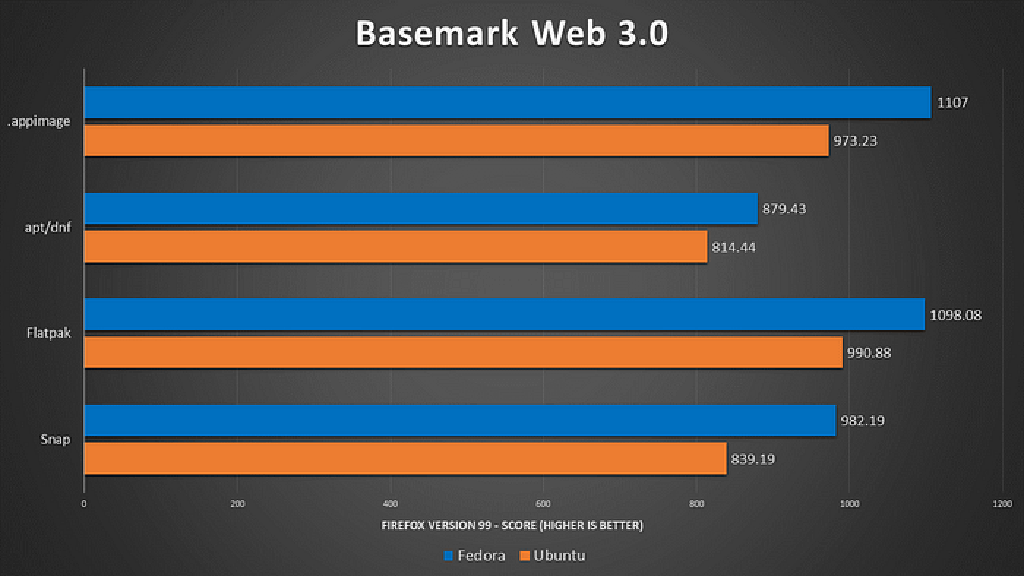 Basemark Web 3.0
.appimage
1107
973.23
apt/dnf
879.43
814.44
Flatpak
1098.08
990.88
Snap
982.19
839.19
0 200 400 600 800 1000 1200
FIREFOX VERSION 99 - SCORE (HIGHER IS BETTER)
Fedora Ubuntu